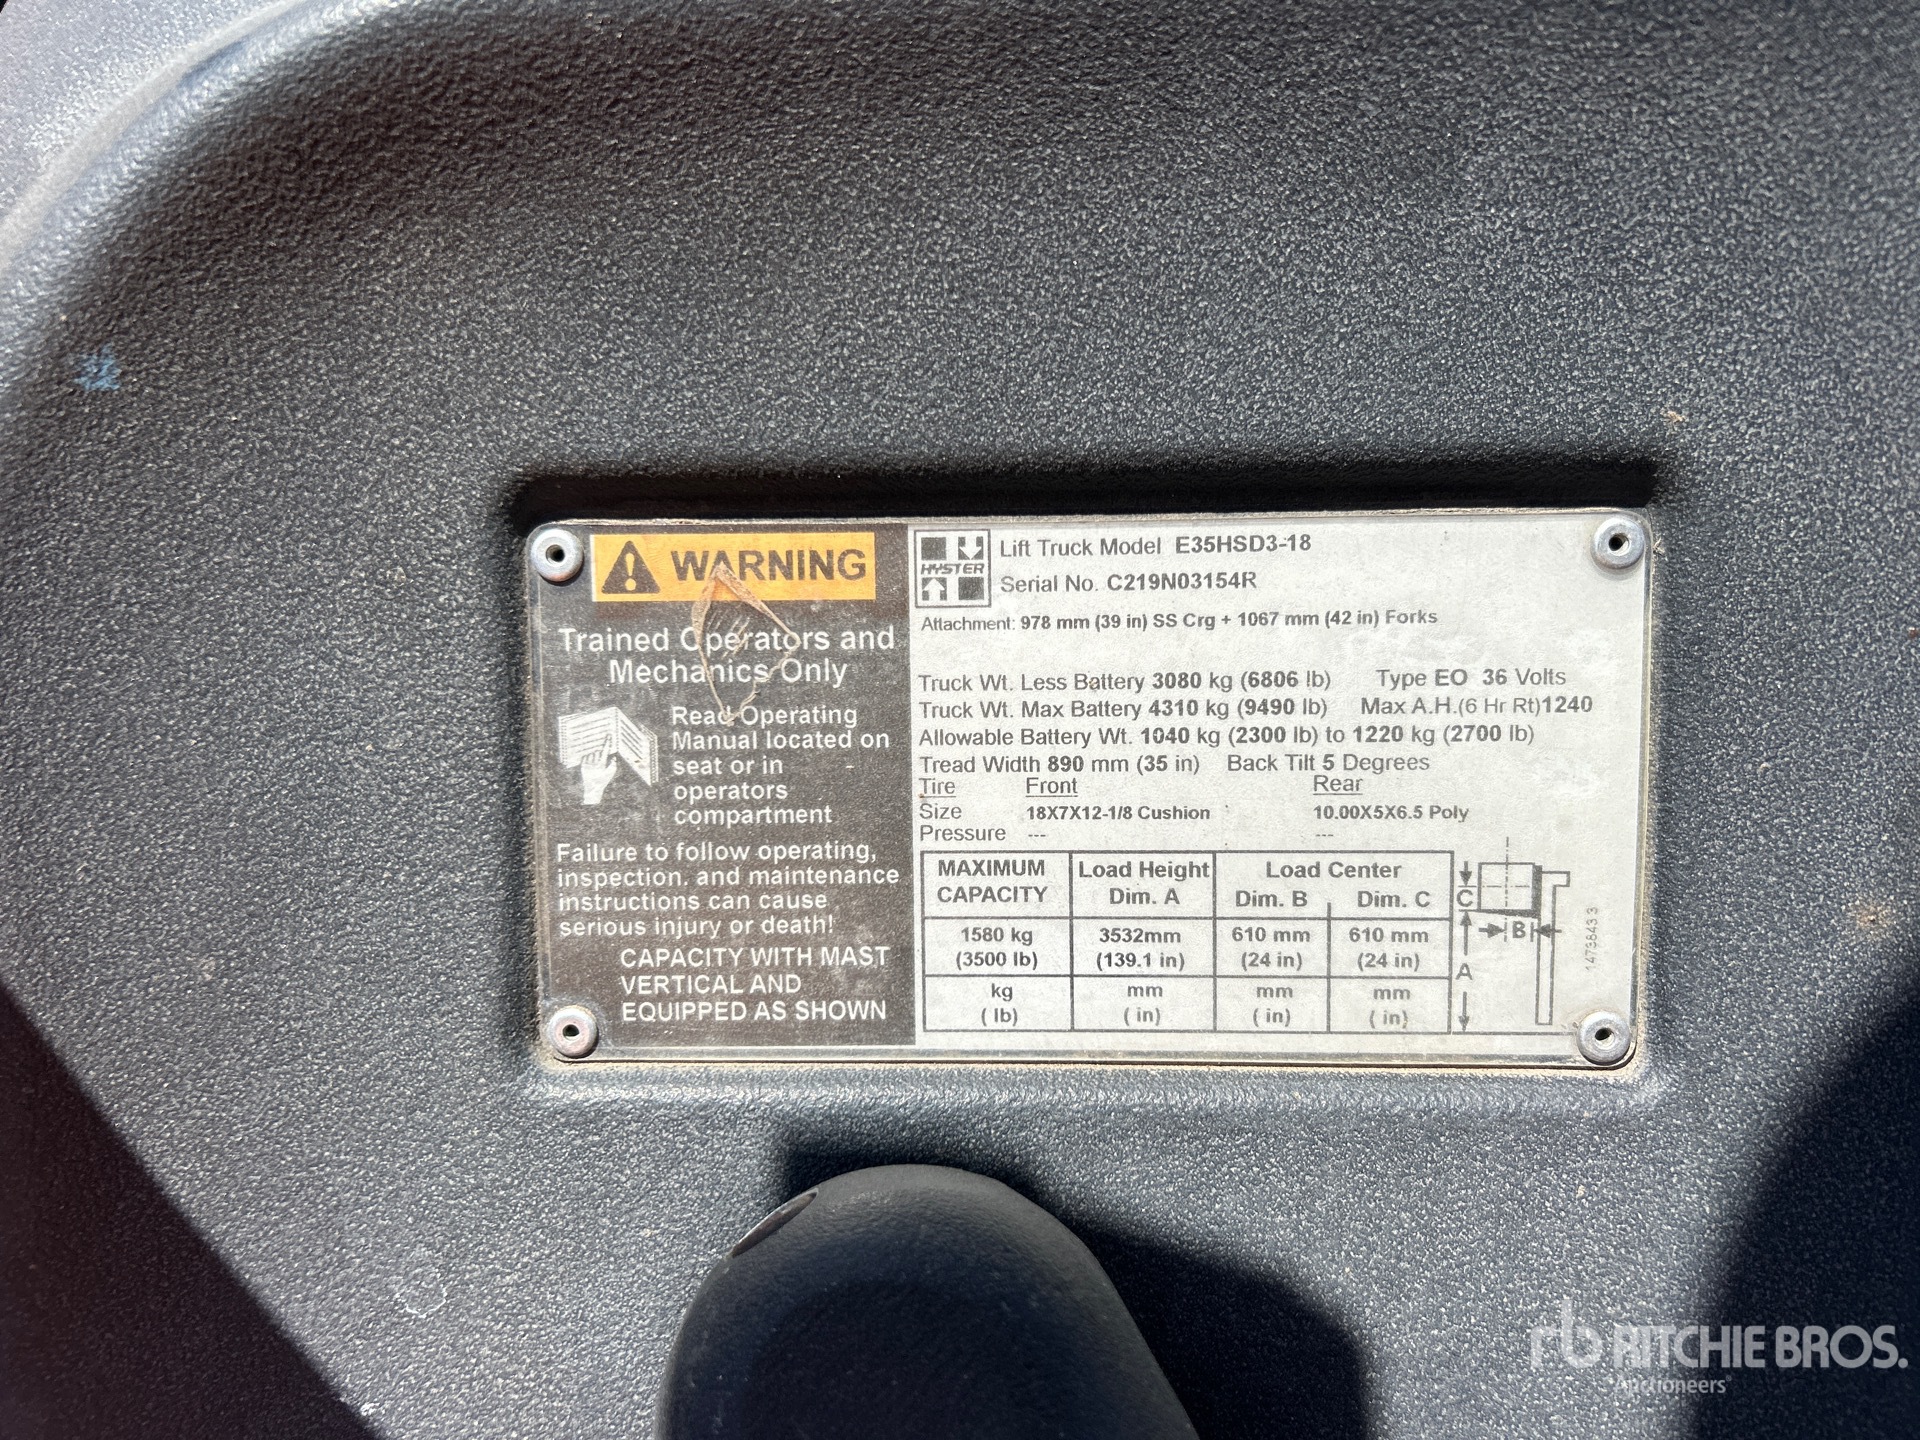 WARNING
Trained Operators and
Mechanics Only
Read Operating
Manual located on
seat or in
operators
compartment
Failure to follow operating,
inspection, and maintenance
instructions can cause
serious injury or death!
CAPACITY WITH MAST
VERTICAL AND
EQUIPPED AS SHOWN
HYSTER
Lift Truck Model E35HSD3-18
Serial No. C219N03154R
Attachment: 978 mm (39 in) SS Crg + 1067 mm (42 in) Forks
Truck Wt. Less Battery 3080 kg (6806 lb) Type EO 36 Volts
Truck Wt. Max Battery 4310 kg (9490 lb) Max A.H.(6 Hr Rt)1240
Allowable Battery Wt. 1040 kg (2300 lb) to 1220 kg (2700 lb)
Tread Width 890 mm (35 in) Back Tilt 5 Degrees
Tire Front Rear
Size 18X7X12-1/8 Cushion 10.00X5X6.5 Poly
Pressure --- ---
MAXIMUM Load Height Load Center
CAPACITY Dim. A Dim. B Dim. C
1580 kg 3532mm 610 mm 610 mm
(3500 lb) (139.1 in) (24 in) (24 in)
kg mm mm mm
( lb) ( in) ( in) ( in)
C
B
A
1473843 3
rb RITCHIE BROS.
Auctioneers